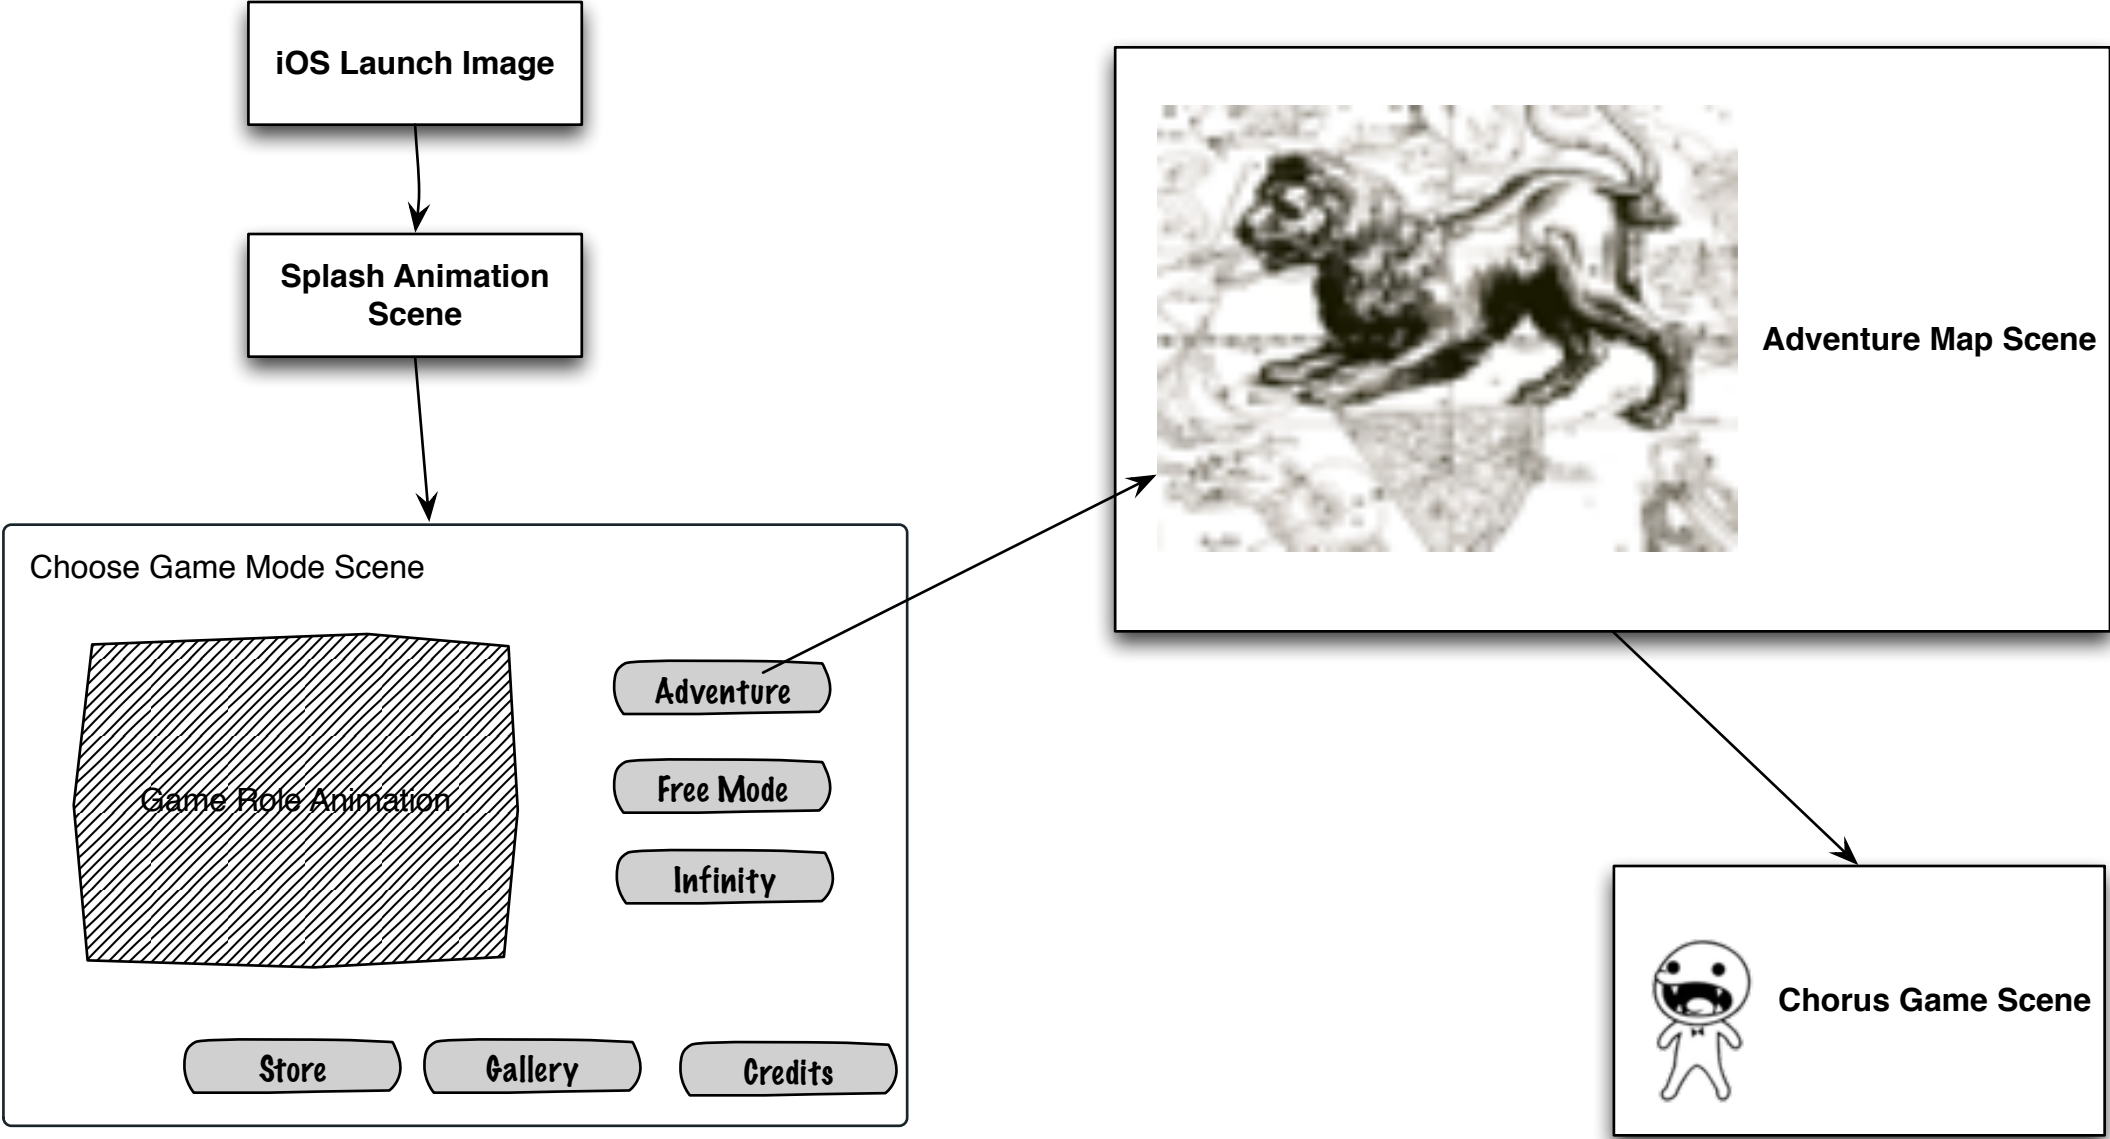 iOS Launch Image
Splash Animation
Scene
Choose Game Mode Scene
Game Role Animation
Adventure
Free Mode
Infinity
Store
Gallery
Credits
Adventure Map Scene
Chorus Game Scene